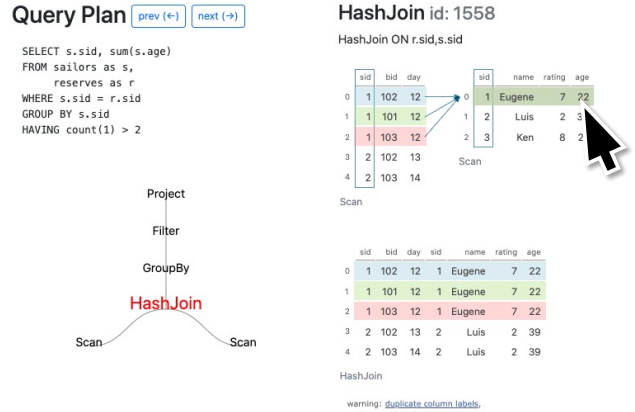 Query Plan prev (←) next (→)
SELECT s.sid, sum(s.age)
FROM sailors as s,
reserves as r
WHERE s.sid = r.sid
GROUP BY s.sid
HAVING count(1) > 2
Project
Filter
GroupBy
HashJoin
Scan Scan
HashJoin id: 1558
HashJoin ON r.sid,s.sid
sid bid day
0 1 102 12
1 1 101 12
2 1 103 12
3 2 102 13
4 2 103 14
Scan
sid name rating age
0 1 Eugene 7 22
1 2 Luis 2 3
2 3 Ken 8 2
Scan
sid bid day sid name rating age
0 1 102 12 1 Eugene 7 22
1 1 101 12 1 Eugene 7 22
2 1 103 12 1 Eugene 7 22
3 2 102 13 2 Luis 2 39
4 2 103 14 2 Luis 2 39
HashJoin
warning: duplicate column labels,